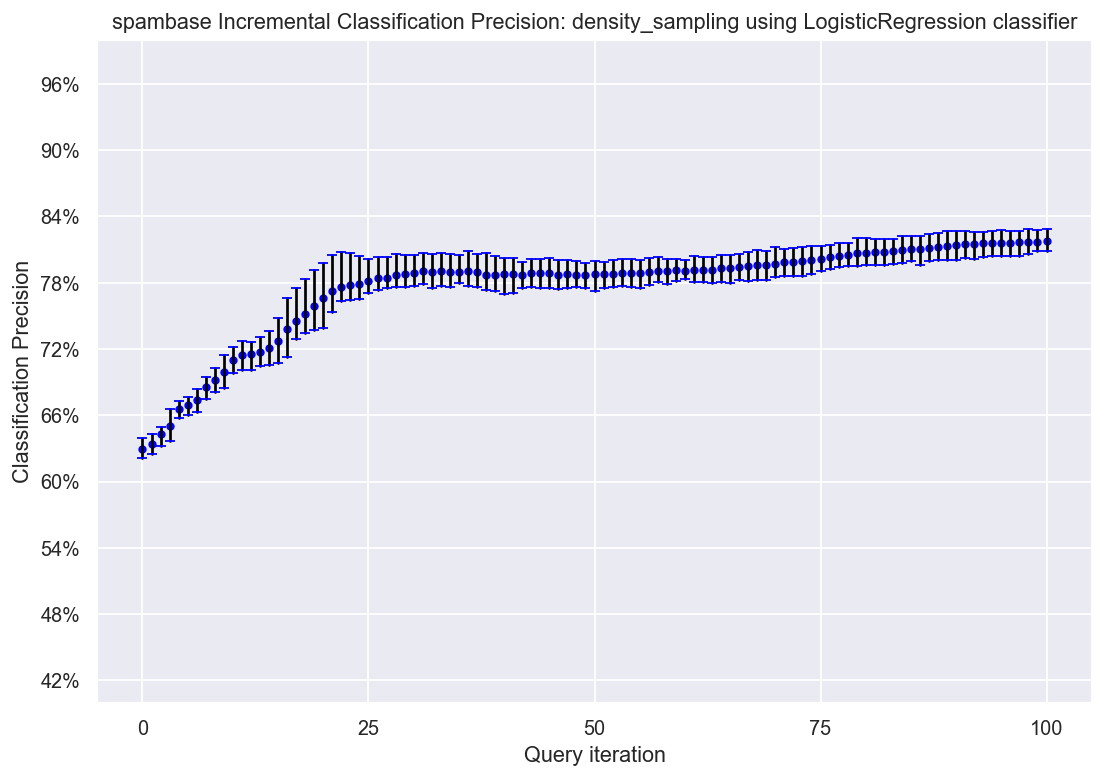 spambase Incremental Classification Precision: density_sampling using LogisticRegression classifier
96%
90%
84%
78%
72%
66%
60%
54%
48%
42%
Classification Precision
0 25 50 75 100
Query iteration